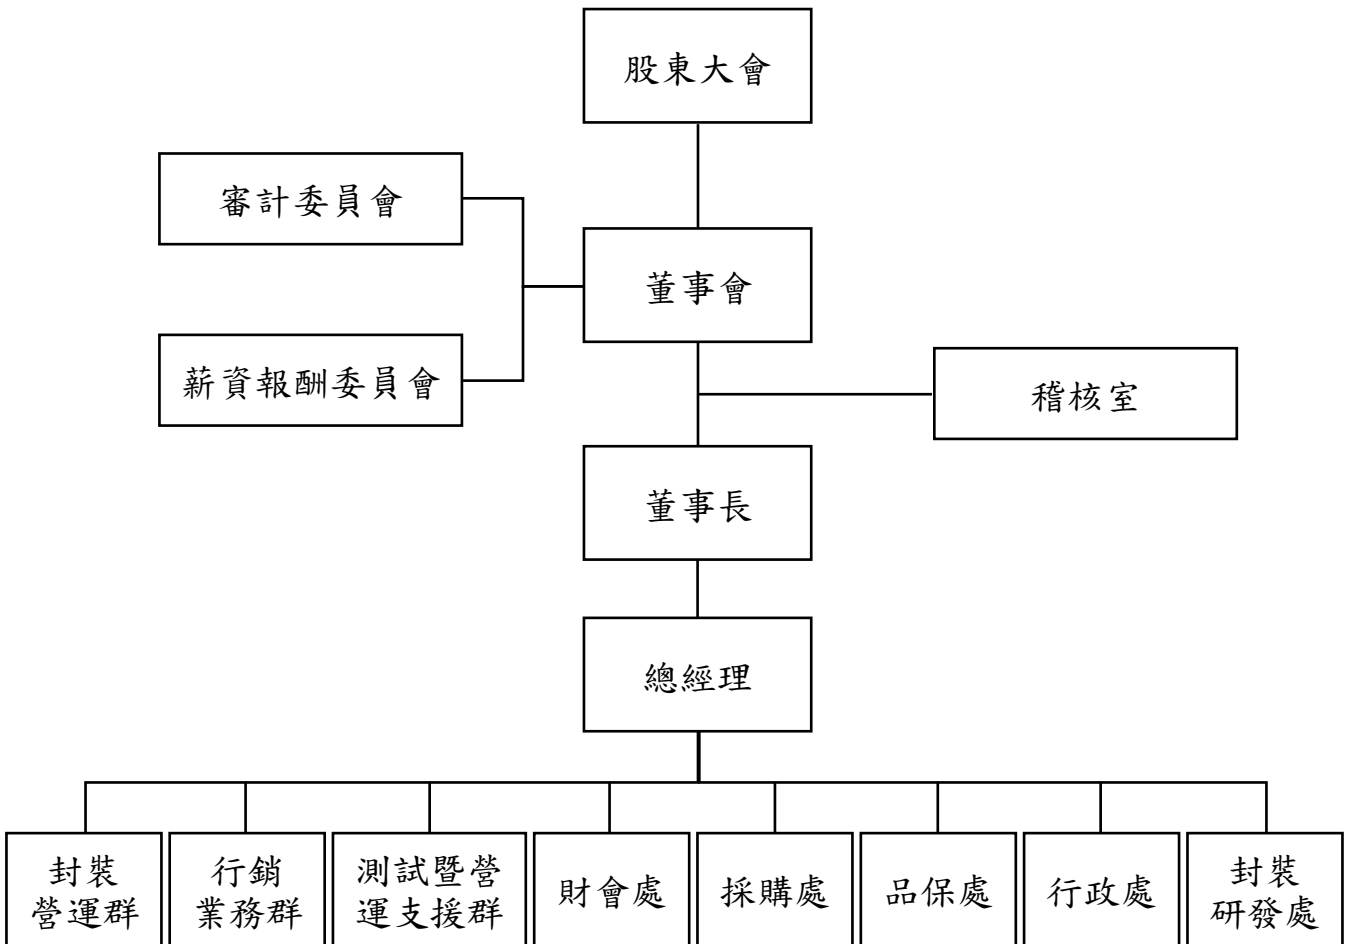 股東大會
審計委員會
董事會
薪資報酬委員會
稽核室
董事長
總經理
封裝
營運群
行銷
業務群
測試暨營
運支援群
財會處
採購處
品保處
行政處
封裝
研發處